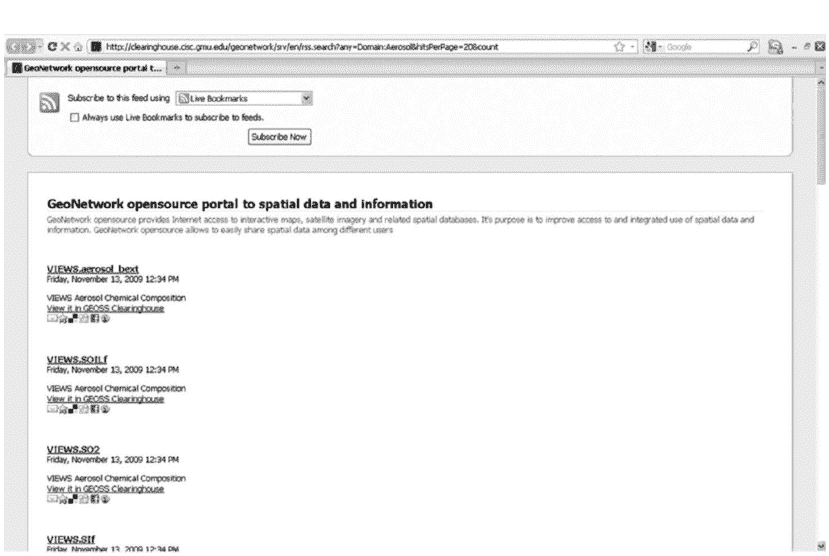 http://clearinghouse.cisc.gmu.edu/geonetwork/srv/en/rss.search?any=Domain:Aerosol&hitsPerPage=20&count
Google
GeoNetwork opensource portal t...
Subscribe to this feed using Live Bookmarks
Always use Live Bookmarks to subscribe to feeds.
Subscribe Now
GeoNetwork opensource portal to spatial data and information
GeoNetwork opensource provides Internet access to interactive maps, satellite imagery and related spatial databases. It's purpose is to improve access to and integrated use of spatial data and
information. GeoNetwork opensource allows to easily share spatial data among different users
VIEWS.aerosol_bext
Friday, November 13, 2009 12:34 PM
VIEWS Aerosol Chemical Composition
View it in GEOSS Clearinghouse
VIEWS.SOILf
Friday, November 13, 2009 12:34 PM
VIEWS Aerosol Chemical Composition
View it in GEOSS Clearinghouse
VIEWS.SO2
Friday, November 13, 2009 12:34 PM
VIEWS Aerosol Chemical Composition
View it in GEOSS Clearinghouse
VIEWS.SIf
Friday, November 13, 2009 12:34 PM